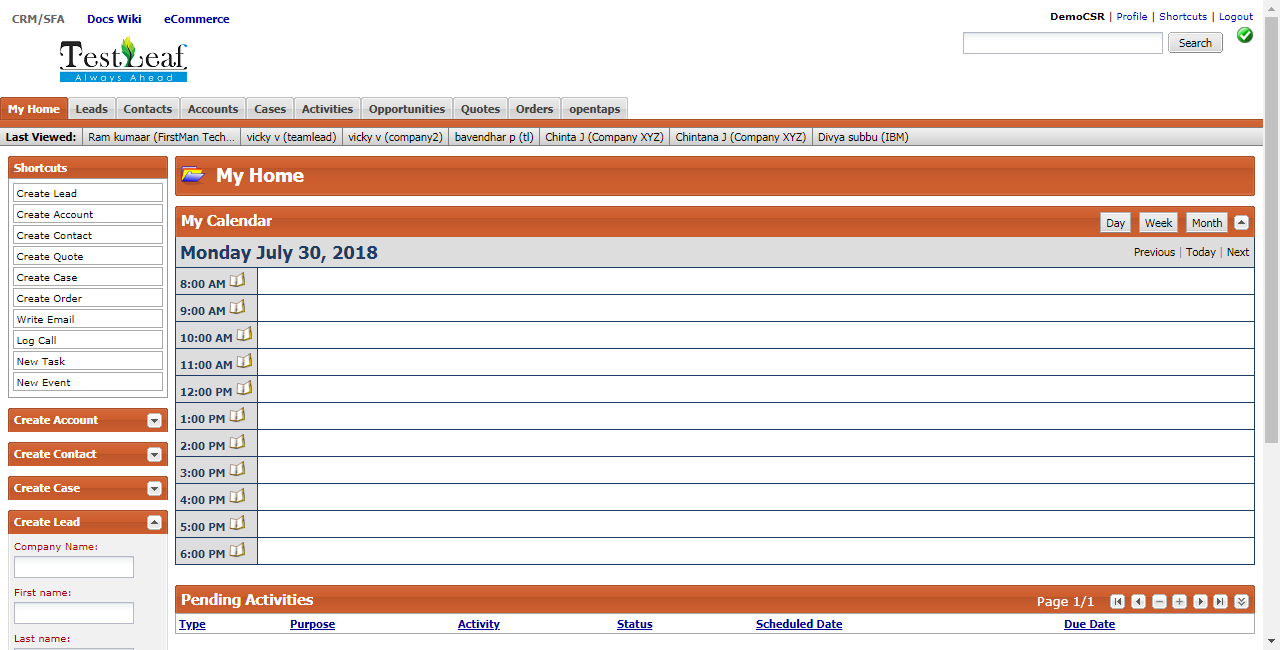 CRM/SFA Docs Wiki eCommerce
DemoCSR | Profile | Shortcuts | Logout
Search
TestLeaf
Always Ahead
My Home Leads Contacts Accounts Cases Activities Opportunities Quotes Orders opentaps
Last Viewed: Ram kumaar (FirstMan Tech... vicky v (teamlead) vicky v (company2) bavendhar p (tl) Chinta J (Company XYZ) Chintana J (Company XYZ) Divya subbu (IBM)
Shortcuts
Create Lead
Create Account
Create Contact
Create Quote
Create Case
Create Order
Write Email
Log Call
New Task
New Event
Create Account
Create Contact
Create Case
Create Lead
Company Name:
First name:
Last name:
My Home
My Calendar Day Week Month
Monday July 30, 2018 Previous | Today | Next
8:00 AM
9:00 AM
10:00 AM
11:00 AM
12:00 PM
1:00 PM
2:00 PM
3:00 PM
4:00 PM
5:00 PM
6:00 PM
Pending Activities Page 1/1
Type Purpose Activity Status Scheduled Date Due Date